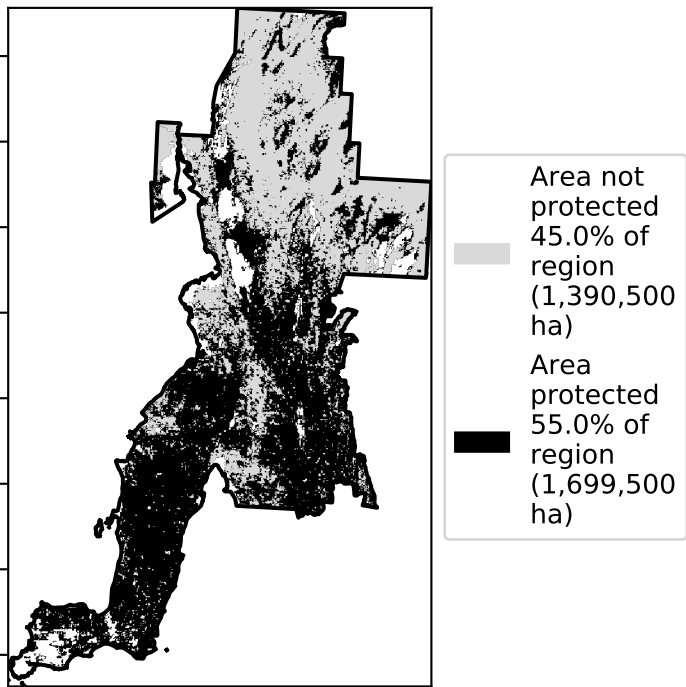 Area not
protected
45.0% of
region
(1,390,500
ha)
Area
protected
55.0% of
region
(1,699,500
ha)